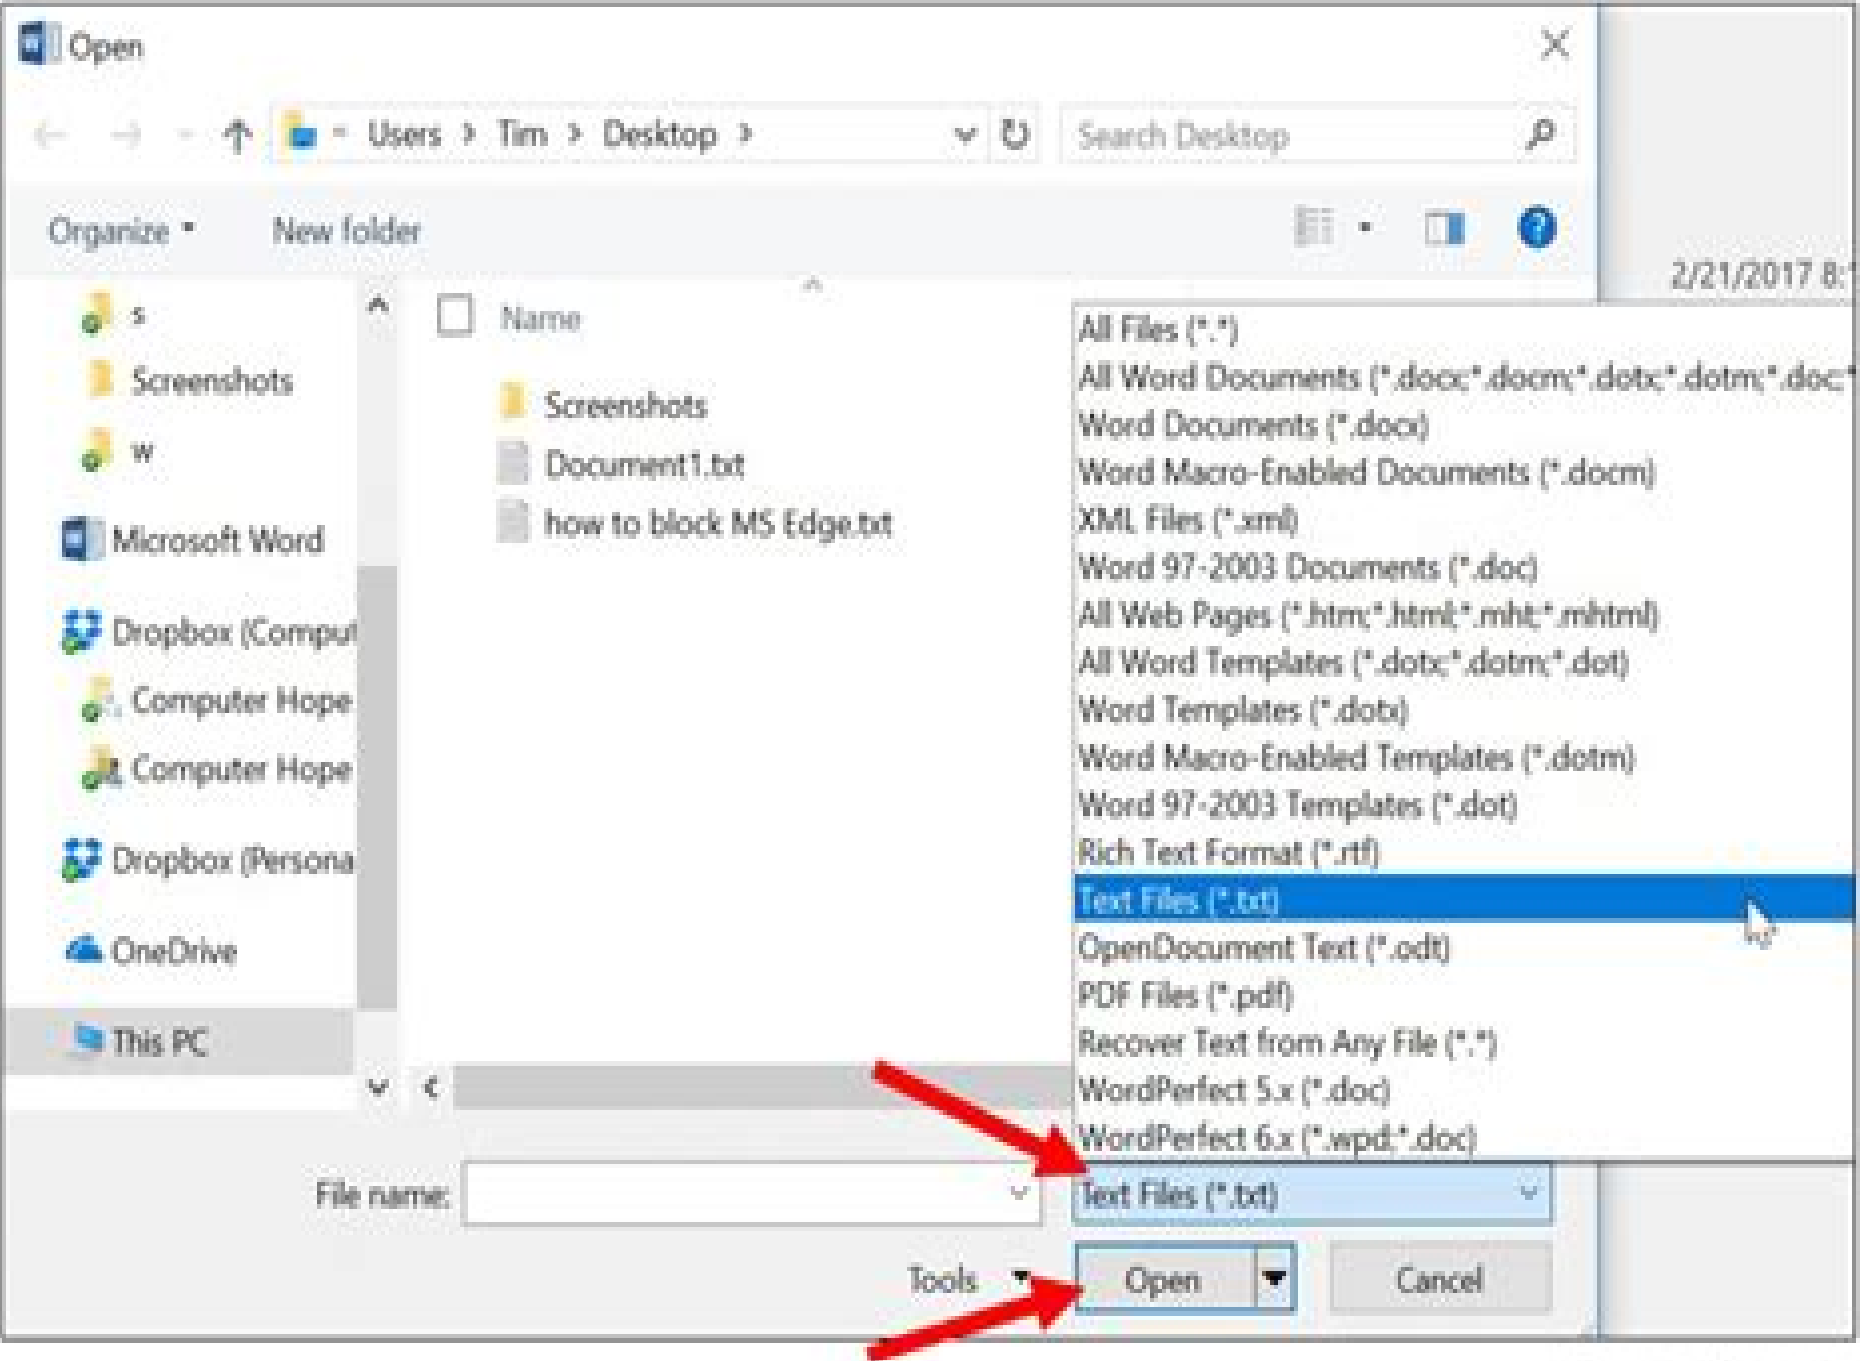 Open
Users > Tim > Desktop >
Search Desktop
Organize
New folder
2/21/2017 8:
s
Screenshots
w
Microsoft Word
Dropbox (Comput
Computer Hope
Computer Hope
Dropbox (Persona
OneDrive
This PC
Name
Screenshots
Document1.txt
how to block MS Edge.txt
All Files (*.*)
All Word Documents (*.docx;*.docm;*.dotx;*.dotm;*.doc;*
Word Documents (*.docx)
Word Macro-Enabled Documents (*.docm)
XML Files (*.xml)
Word 97-2003 Documents (*.doc)
All Web Pages (*.htm;*.html;*.mht;*.mhtml)
All Word Templates (*.dotx;*.dotm;*.dot)
Word Templates (*.dotx)
Word Macro-Enabled Templates (*.dotm)
Word 97-2003 Templates (*.dot)
Rich Text Format (*.rtf)
Text Files (*.txt)
OpenDocument Text (*.odt)
PDF Files (*.pdf)
Recover Text from Any File (*.*)
WordPerfect 5.x (*.doc)
WordPerfect 6.x (*.wpd;*.doc)
File name:
Text Files (*.txt)
Tools
Open
Cancel